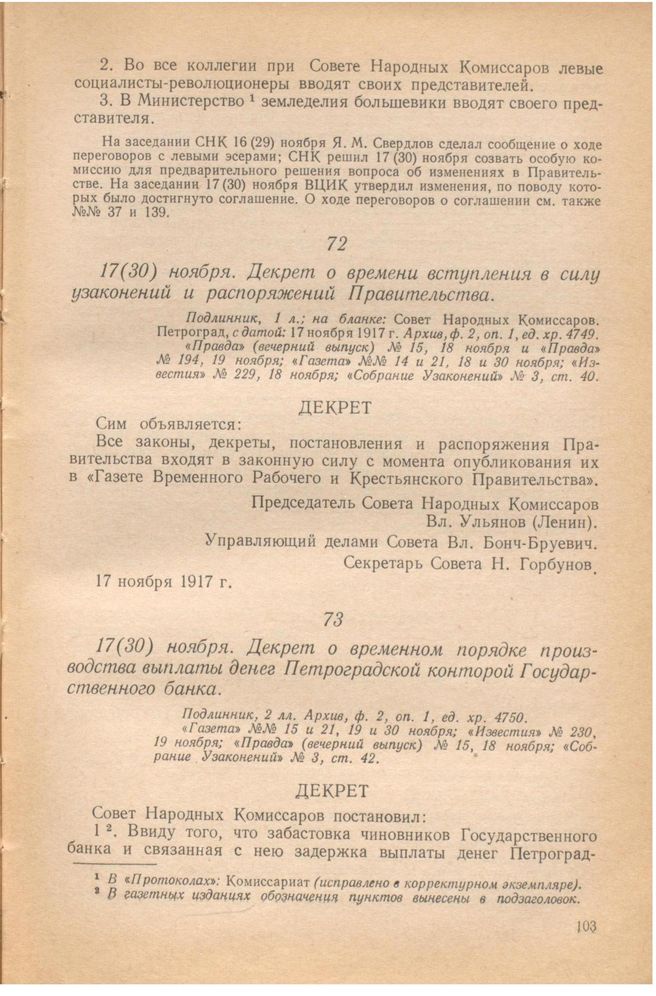 2. Во все коллегии при Совете Народных Комиссаров левые
социалисты-революционеры вводят своих представителей.
3. В Министерство ¹ земледелия большевики вводят своего пред-
ставителя.
На заседании СНК 16 (29) ноября Я. М. Свердлов сделал сообщение о ходе
переговоров с левыми эсерами; СНК решил 17 (30) ноября созвать особую ко-
миссию для предварительного решения вопроса об изменениях в Правитель-
стве. На заседании 17 (30) ноября ВЦИК утвердил изменения, по поводу кото-
рых было достигнуто соглашение. О ходе переговоров о соглашении см. также
№№ 37 и 139.
72
17(30) ноября. Декрет о времени вступления в силу
узаконений и распоряжений Правительства.
Подлинник, 1 л.; на бланке: Совет Народных Комиссаров.
Петроград, с датой: 17 ноября 1917 г. Архив, ф. 2, оп. 1, ед. хр. 4749.
«Правда» (вечерний выпуск) № 15, 18 ноября и «Правда»
№ 194, 19 ноября; «Газета» №№ 14 и 21, 18 и 30 ноября; «Из-
вестия» № 229, 18 ноября; «Собрание Узаконений» № 3, ст. 40.
ДЕКРЕТ
Сим объявляется:
Все законы, декреты, постановления и распоряжения Пра-
вительства входят в законную силу с момента опубликования их
в «Газете Временного Рабочего и Крестьянского Правительства».
Председатель Совета Народных Комиссаров
Вл. Ульянов (Ленин).
Управляющий делами Совета Вл. Бонч-Бруевич.
Секретарь Совета Н. Горбунов.
17 ноября 1917 г.
73
17(30) ноября. Декрет о временном порядке произ-
водства выплаты денег Петроградской конторой Государ-
ственного банка.
Подлинник, 2 лл. Архив, ф. 2, оп. 1, ед. хр. 4750.
«Газета» №№ 15 и 21, 19 и 30 ноября; «Известия» № 230,
19 ноября; «Правда» (вечерний выпуск) № 15, 18 ноября; «Соб-
рание Узаконений» № 3, ст. 42.
ДЕКРЕТ
Совет Народных Комиссаров постановил:
1 ². Ввиду того, что забастовка чиновников Государственного
банка и связанная с нею задержка выплаты денег Петроград-
¹ В «Протоколах»: Комиссариат (исправлено в корректурном экземпляре).
² В газетных изданиях обозначения пунктов вынесены в подзаголовок.
103